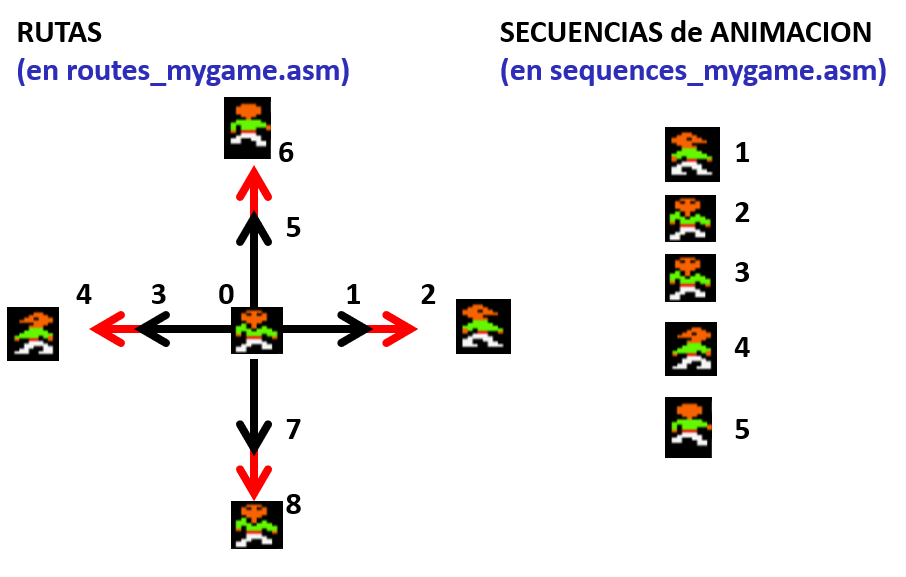 RUTAS
(en routes_mygame.asm)
6
5
4 3 0 1 2
7
8
SECUENCIAS de ANIMACION
(en sequences_mygame.asm)
1
2
3
4
5